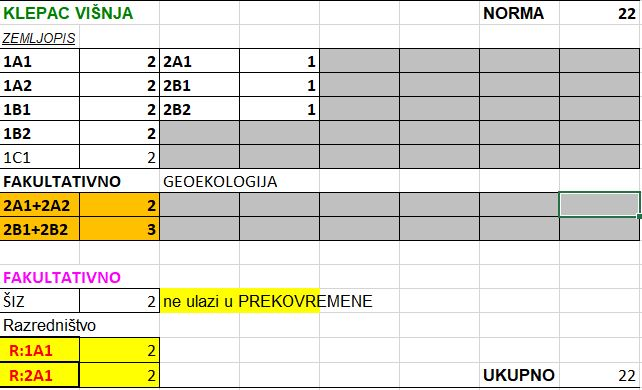 KLEPAC VIŠNJA NORMA 22
ZEMLJOPIS
1A1 2 2A1 1
1A2 2 2B1 1
1B1 2 2B2 1
1B2 2
1C1 2
FAKULTATIVNO GEOEKOLOGIJA
2A1+2A2 2
2B1+2B2 3
FAKULTATIVNO
ŠIZ 2 ne ulazi u PREKOVREMENE
Razredništvo
R:1A1 2
R:2A1 2 UKUPNO 22